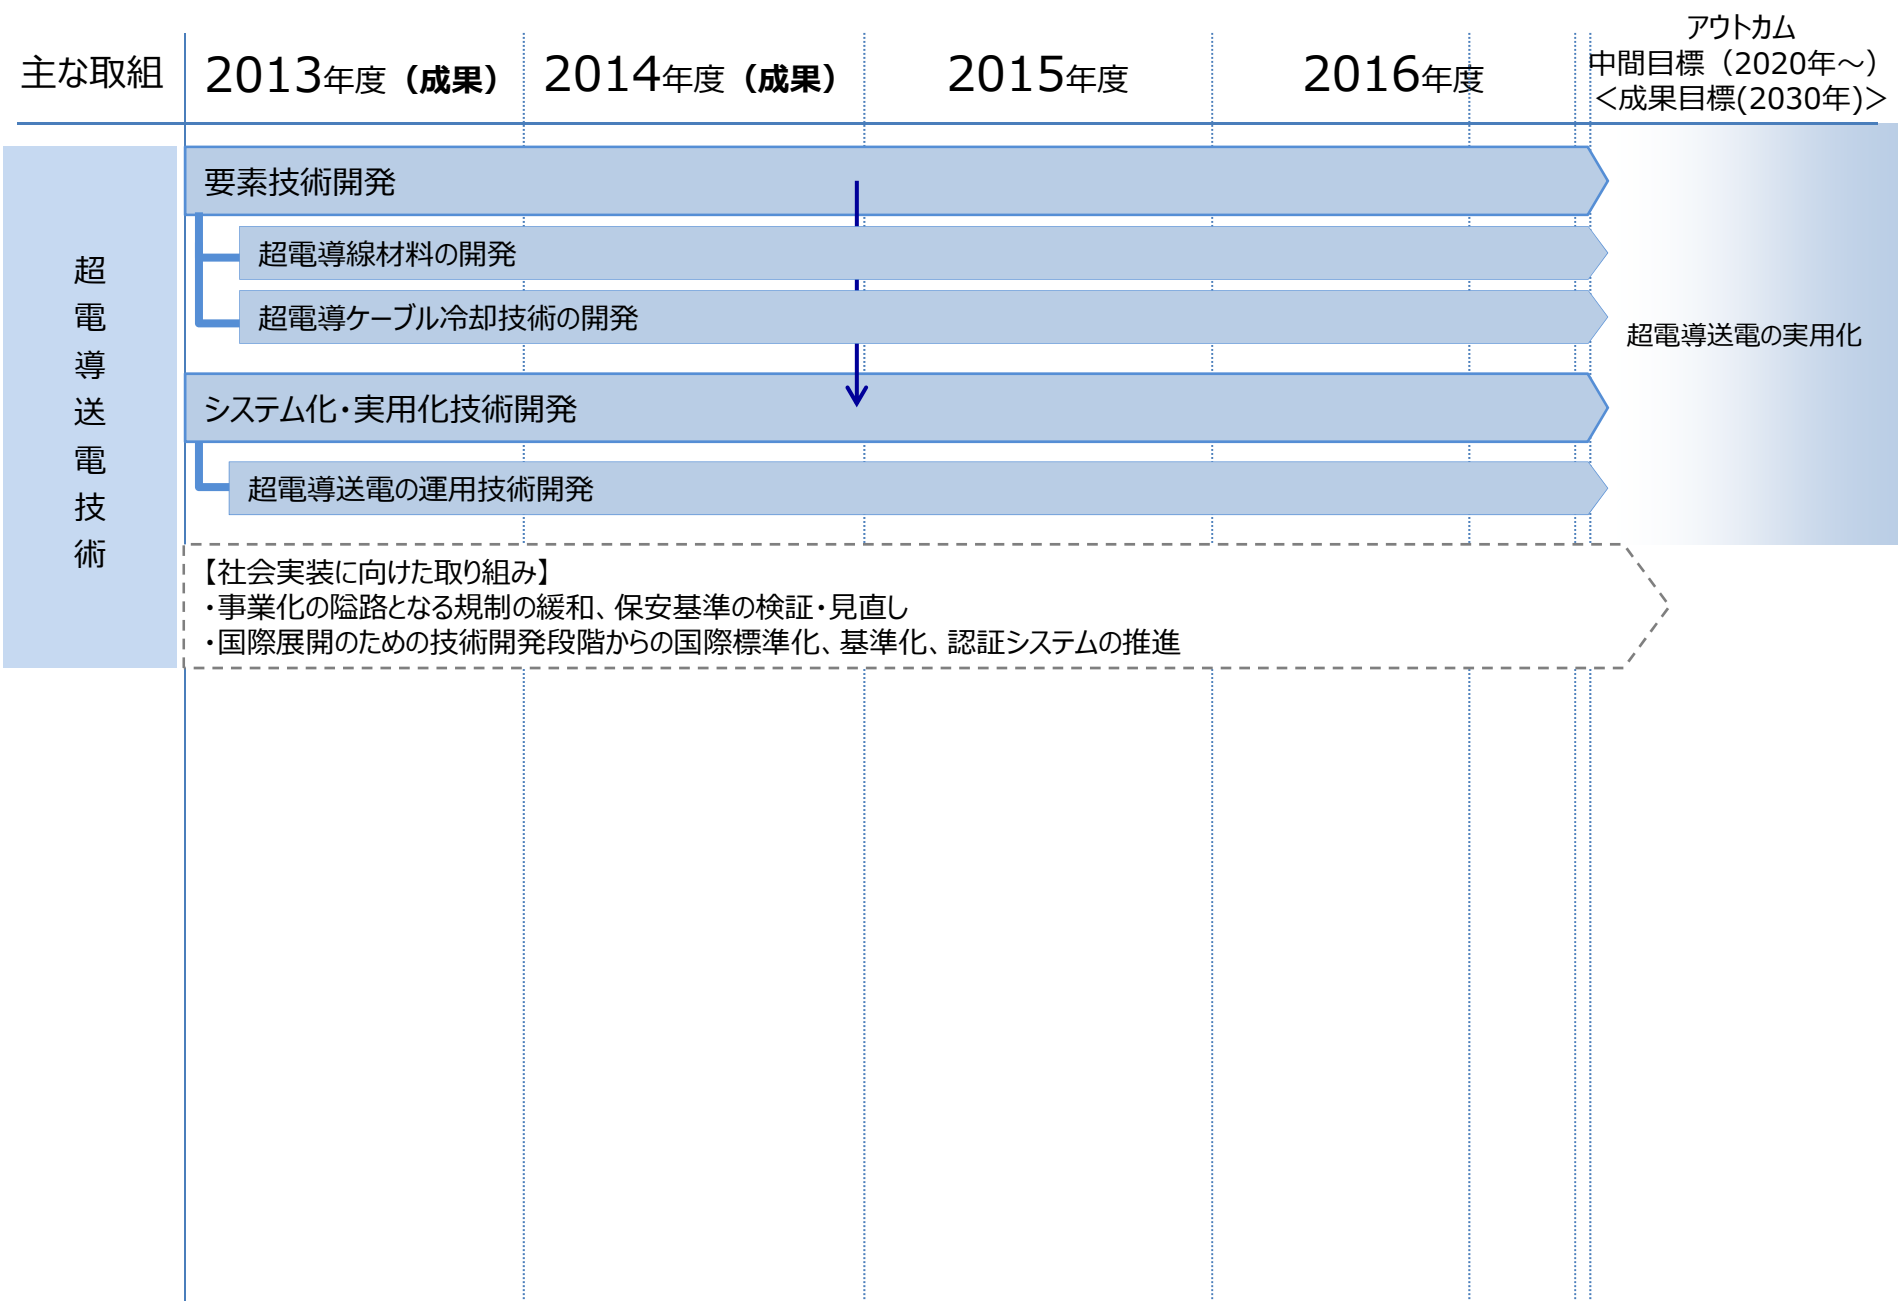 主な取組
2013年度（成果）
2014年度（成果）
2015年度
2016年度
アウトカム
中間目標（2020年～）
＜成果目標(2030年)＞
超電導送電技術
要素技術開発
超電導線材料の開発
超電導ケーブル冷却技術の開発
システム化・実用化技術開発
超電導送電の運用技術開発
超電導送電の実用化
【社会実装に向けた取り組み】
・事業化の隘路となる規制の緩和、保安基準の検証・見直し
・国際展開のための技術開発段階からの国際標準化、基準化、認証システムの推進